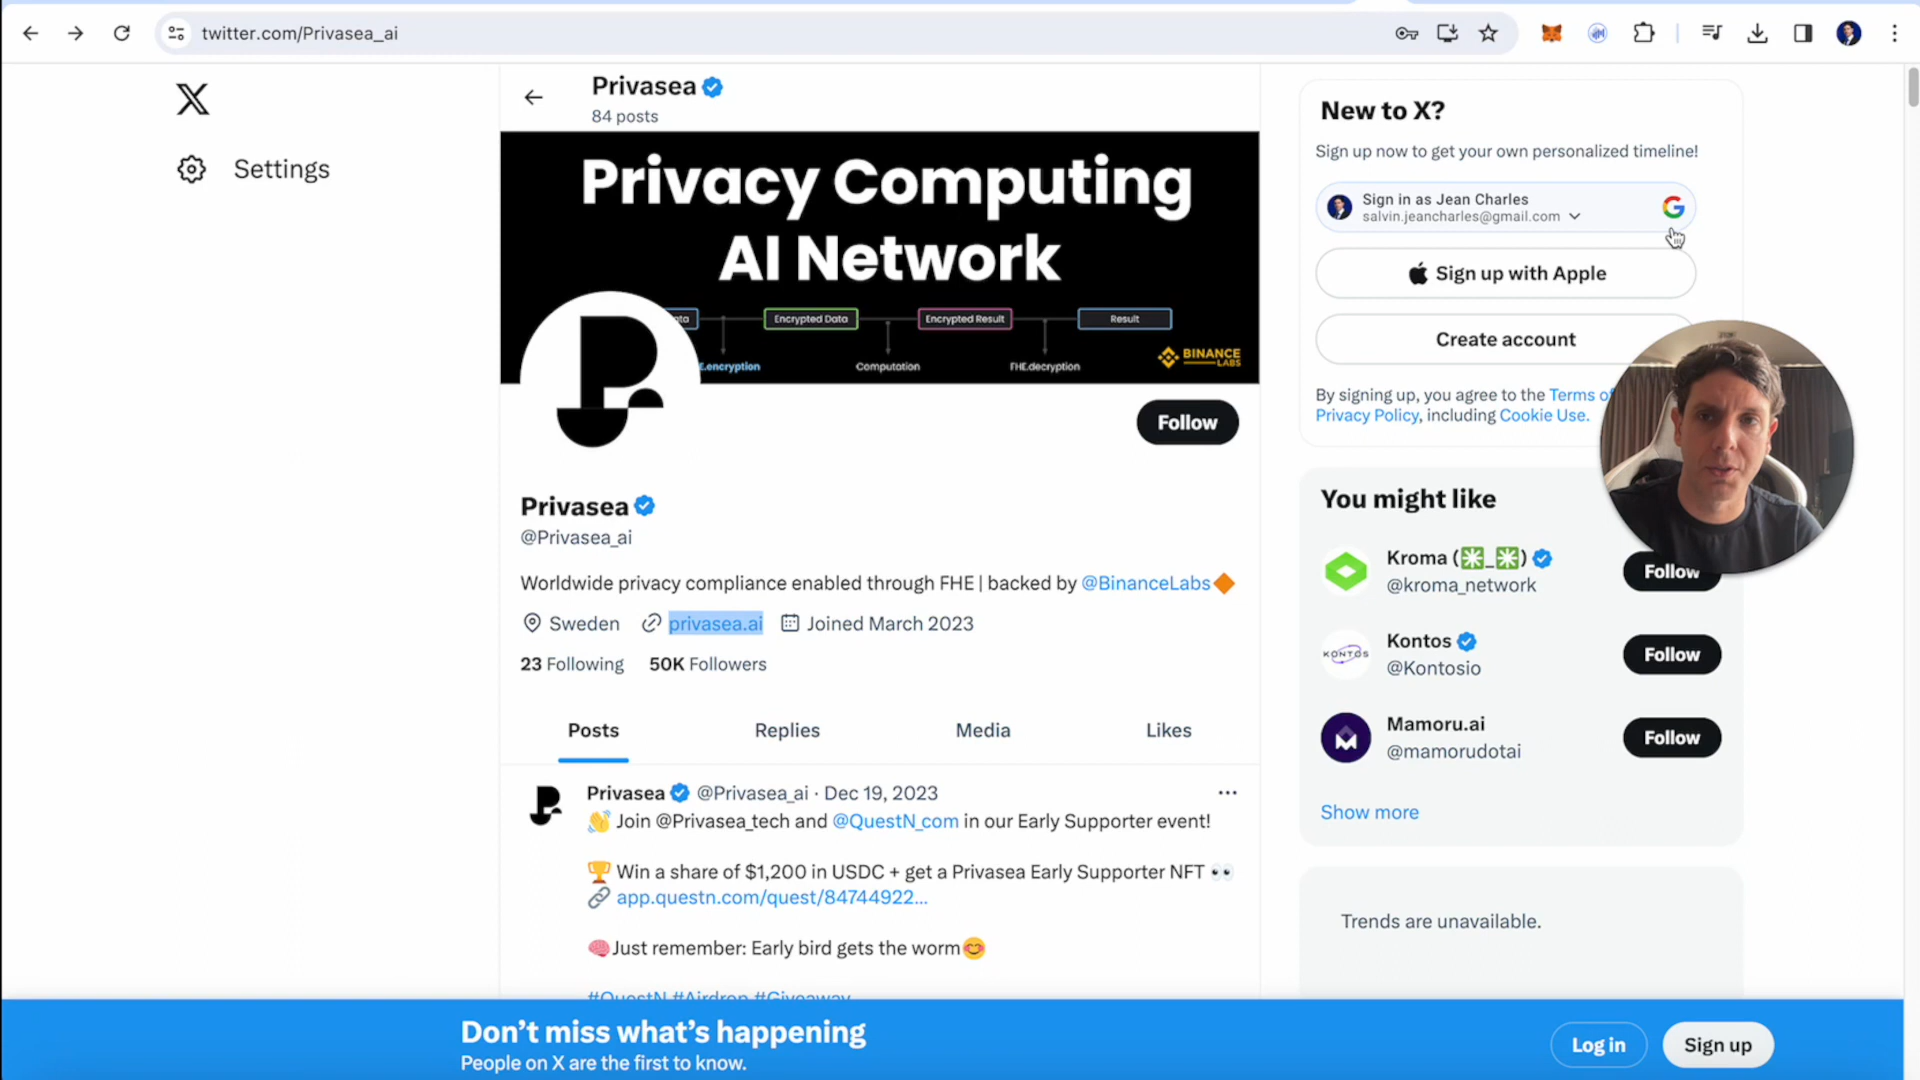 twitter.com/Privasea_ai
Settings
Privasea
84 posts
Privacy Computing
AI Network
Encrypted Data
Encrypted Result
Result
Computation
FHE.decryption
BINANCE
LABS
Follow
Privasea
@Privasea_ai
Worldwide privacy compliance enabled through FHE | backed by @BinanceLabs🔶
Sweden privasea.ai Joined March 2023
23 Following 50K Followers
Posts Replies Media Likes
Privasea @Privasea_ai · Dec 19, 2023
👋 Join @Privasea_tech and @QuestN_com in our Early Supporter event!
🏆 Win a share of $1,200 in USDC + get a Privasea Early Supporter NFT 👀
🔗 app.questn.com/quest/84744922...
🧠Just remember: Early bird gets the worm😊
#QuestN #Airdrop #Giveaway
New to X?
Sign up now to get your own personalized timeline!
Sign in as Jean Charles
salvin.jeancharles@gmail.com
Sign up with Apple
Create account
By signing up, you agree to the Terms of
Privacy Policy, including Cookie Use.
You might like
Kroma (❇️_❇️)
@kroma_network
Follow
KONTOS
Kontos
@Kontosio
Follow
Mamoru.ai
@mamorudotai
Follow
Show more
Trends are unavailable.
Don’t miss what’s happening
People on X are the first to know.
Log in
Sign up